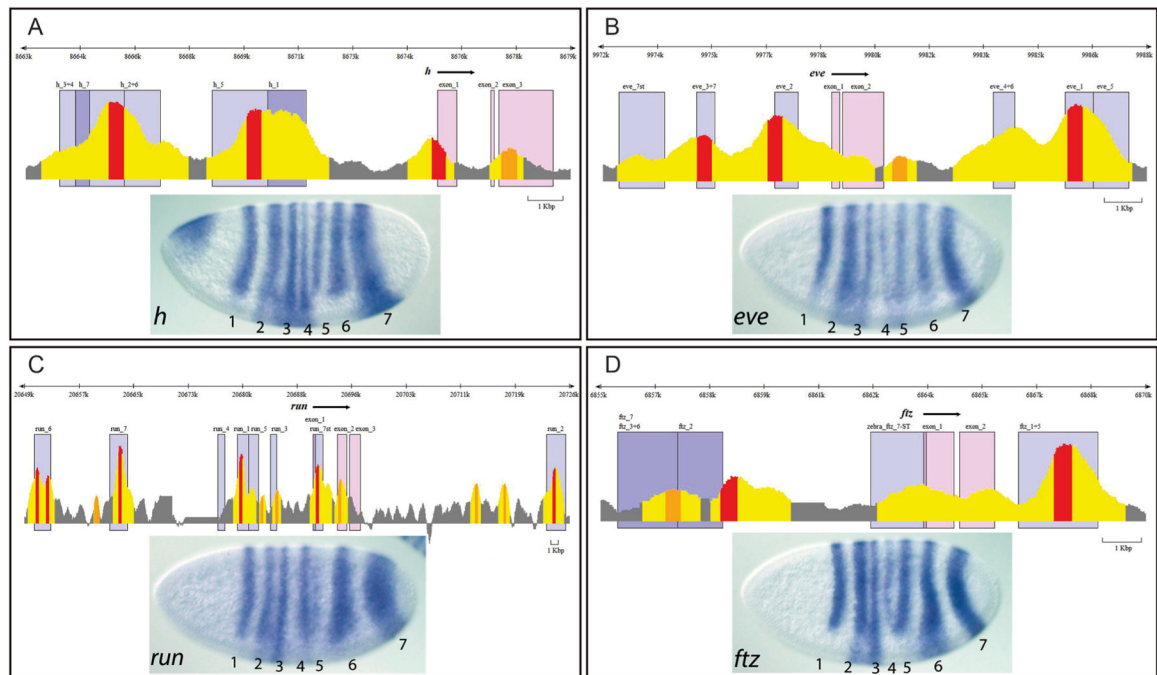 A
8663k 8664k 8666k 8668k 8669k 8671k 8673k 8674k 8676k 8678k 8679k
h
h_3+4 h_7 h_2+6 h_5 h_1 exon_1 exon_2 exon_3
1 Kbp
h
1 2 3 4 5 6 7
B
9972k 9974k 9975k 9977k 9978k 9980k 9982k 9983k 9985k 9986k 9988k
eve
eve_7st eve_3+7 eve_2 exon_1 exon_2 eve_4+6 eve_1 eve_5
1 Kbp
eve
1 2 3 4 5 6 7
C
20649k 20657k 20665k 20673k 20680k 20688k 20696k 20703k 20711k 20719k 20726k
run
exon_1
run_6 run_7 run_4 run_1 run_5 run_3 run_7st exon_2 exon_3 run_2
1 Kbp
run
1 2 3 4 5 6 7
D
6855k 6857k 6858k 6859k 6861k 6862k 6864k 6865k 6867k 6868k 6870k
ftz
ftz_7
ftz_3+6 ftz_2 zebra_ftz_7-ST exon_1 exon_2 ftz_1+5
1 Kbp
ftz
1 2 3 4 5 6 7